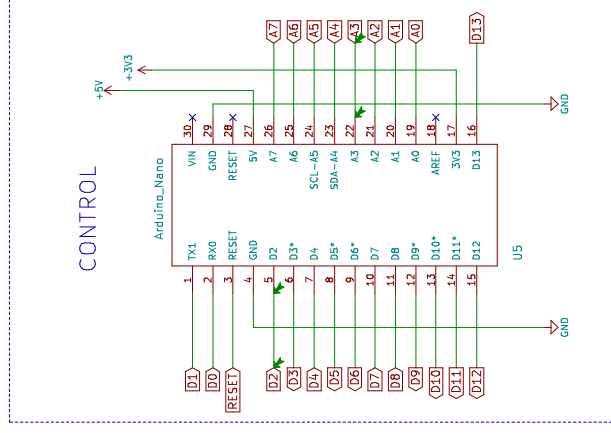 A7 A6 A5 A4 A3 A2 A1 A0 D13
+3V3
+5V
GND
30 29 28 27 26 25 24 23 22 21 20 19 18 17 16
VIN GND RESET 5V A7 A6 SCL-A5 SDA-A4 A3 A2 A1 A0 AREF 3V3 D13
CONTROL
Arduino_Nano
U5
TX1 RX0 RESET GND D2 D3* D4 D5* D6* D7 D8 D9* D10* D11* D12
1 2 3 4 5 6 7 8 9 10 11 12 13 14 15
GND
D1 D0 RESET D2 D3 D4 D5 D6 D7 D8 D9 D10 D11 D12